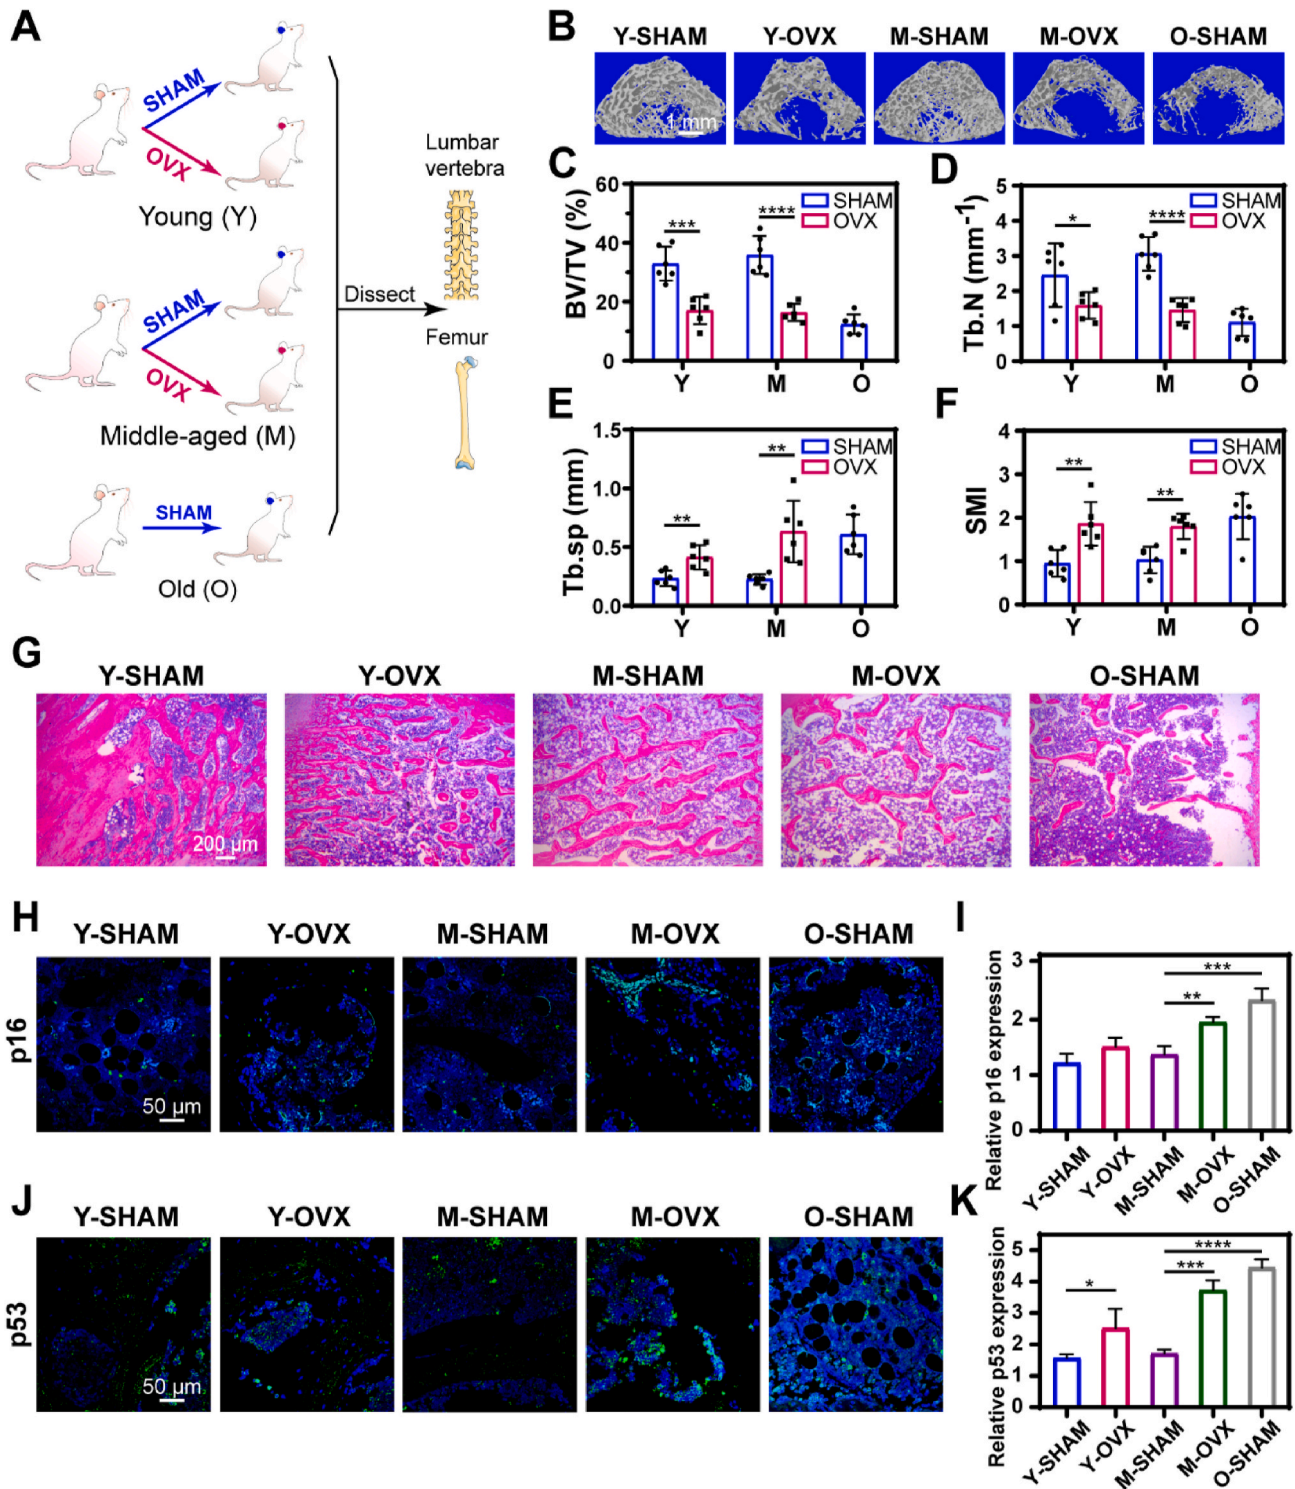 A
SHAM
OVX
Young (Y)
SHAM
OVX
Middle-aged (M)
SHAM
Old (O)
Dissect
Lumbar
vertebra
Femur
B
Y-SHAM Y-OVX M-SHAM M-OVX O-SHAM
1 mm
C
BV/TV (%)
60
40
20
0
*** ****
SHAM
OVX
Y M O
D
Tb.N (mm-1)
5
4
3
2
1
0
* ****
SHAM
OVX
Y M O
E
Tb.sp (mm)
1.5
1.0
0.5
0.0
** **
SHAM
OVX
Y M O
F
SMI
4
3
2
1
0
** **
SHAM
OVX
Y M O
G
Y-SHAM Y-OVX M-SHAM M-OVX O-SHAM
200 µm
H
Y-SHAM Y-OVX M-SHAM M-OVX O-SHAM
p16
50 µm
I
Relative p16 expression
3
2
1
0
***
**
Y-SHAM Y-OVX M-SHAM M-OVX O-SHAM
J
Y-SHAM Y-OVX M-SHAM M-OVX O-SHAM
p53
50 µm
K
Relative p53 expression
5
4
3
2
1
0
****
***
*
Y-SHAM Y-OVX M-SHAM M-OVX O-SHAM